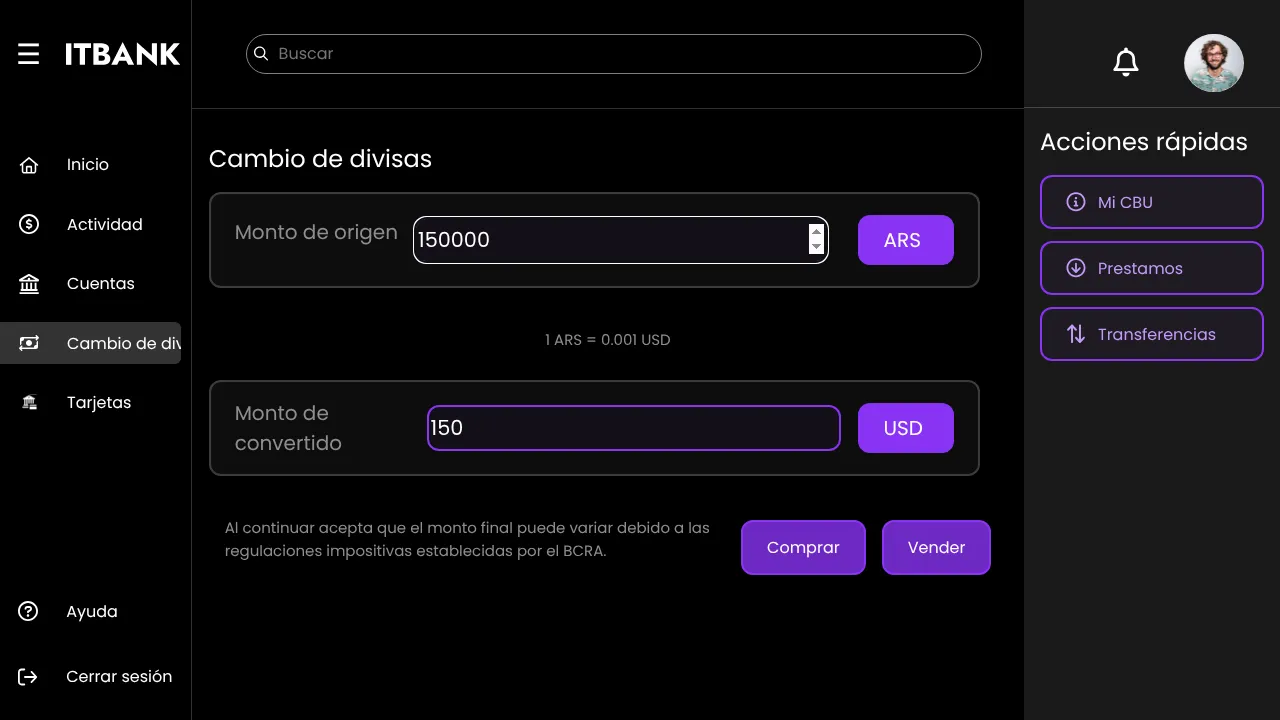 ITBANK
Buscar
Inicio
Actividad
Cuentas
Cambio de div
Tarjetas
Ayuda
Cerrar sesión
Cambio de divisas
Monto de origen
150000
ARS
1 ARS = 0.001 USD
Monto de
convertido
150
USD
Al continuar acepta que el monto final puede variar debido a las
regulaciones impositivas establecidas por el BCRA.
Comprar
Vender
Acciones rápidas
Mi CBU
Prestamos
Transferencias